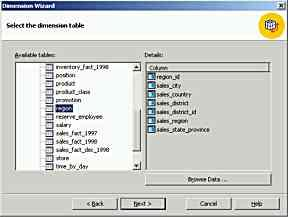 Dimension Wizard
Select the dimension table
Available tables:
inventory_fact_1998
position
product
product_class
promotion
region
reserve_employee
salary
sales_fact_1997
sales_fact_1998
sales_fact_dec_1998
store
time_by_day
Details:
Column
region_id
sales_city
sales_country
sales_district
sales_district_id
sales_region
sales_state_province
Browse Data ...
< Back
Next >
Cancel
Help